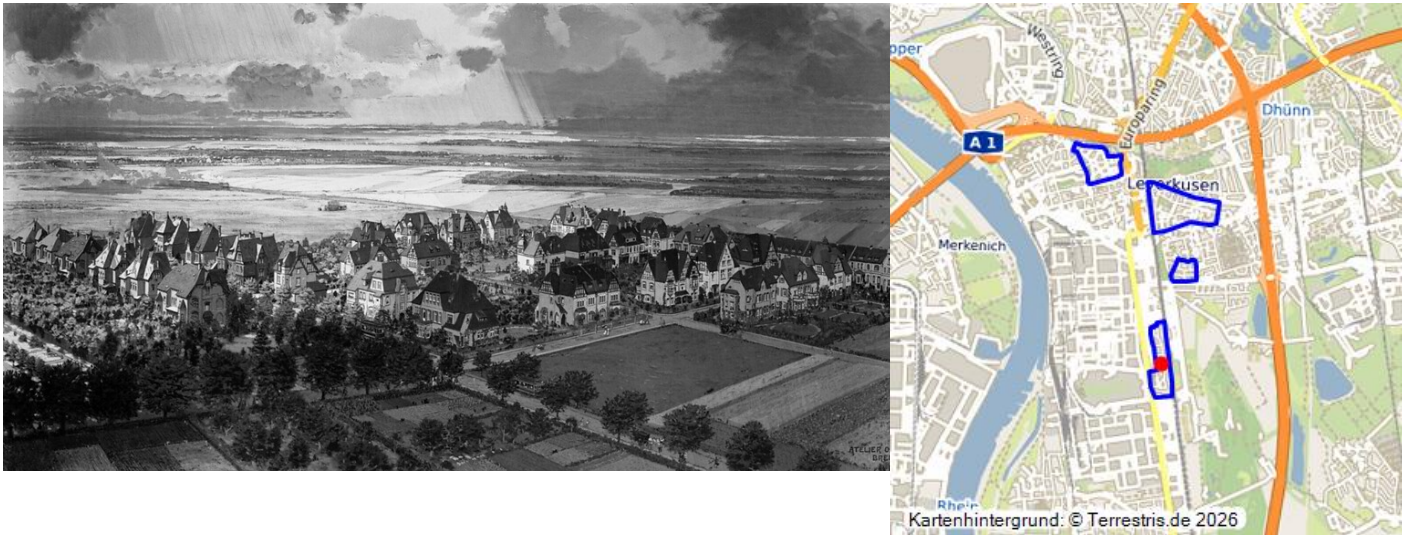 ATELIER O
Westring
Europaring
Dhünn
A 1
Leverkusen
Merkenich
Rhein
Kartenhintergrund: © Terrestris.de 2026